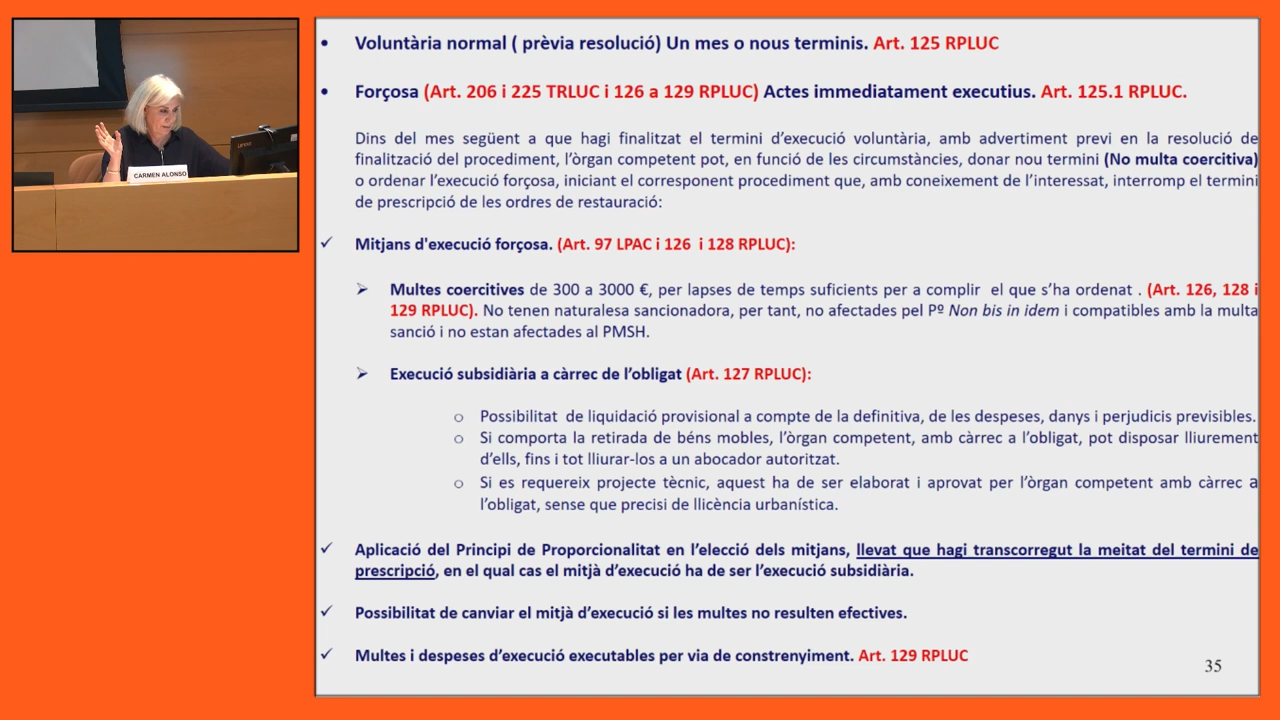 CARMEN ALONSO
• Voluntària normal ( prèvia resolució) Un mes o nous terminis. Art. 125 RPLUC
• Forçosa (Art. 206 i 225 TRLUC i 126 a 129 RPLUC) Actes immediatament executius. Art. 125.1 RPLUC.
Dins del mes següent a que hagi finalitzat el termini d’execució voluntària, amb advertiment previ en la resolució de
finalització del procediment, l’òrgan competent pot, en funció de les circumstàncies, donar nou termini (No multa coercitiva)
o ordenar l’execució forçosa, iniciant el corresponent procediment que, amb coneixement de l’interessat, interromp el termini
de prescripció de les ordres de restauració:
✓ Mitjans d'execució forçosa. (Art. 97 LPAC i 126 i 128 RPLUC):
➢ Multes coercitives de 300 a 3000 €, per lapses de temps suficients per a complir el que s’ha ordenat . (Art. 126, 128 i
129 RPLUC). No tenen naturalesa sancionadora, per tant, no afectades pel Pº Non bis in idem i compatibles amb la multa
sanció i no estan afectades al PMSH.
➢ Execució subsidiària a càrrec de l’obligat (Art. 127 RPLUC):
o Possibilitat de liquidació provisional a compte de la definitiva, de les despeses, danys i perjudicis previsibles.
o Si comporta la retirada de béns mobles, l’òrgan competent, amb càrrec a l’obligat, pot disposar lliurement
d’ells, fins i tot lliurar-los a un abocador autoritzat.
o Si es requereix projecte tècnic, aquest ha de ser elaborat i aprovat per l’òrgan competent amb càrrec a
l’obligat, sense que precisi de llicència urbanística.
✓ Aplicació del Principi de Proporcionalitat en l’elecció dels mitjans, llevat que hagi transcorregut la meitat del termini de
prescripció, en el qual cas el mitjà d’execució ha de ser l’execució subsidiària.
✓ Possibilitat de canviar el mitjà d’execució si les multes no resulten efectives.
✓ Multes i despeses d’execució executables per via de constrenyiment. Art. 129 RPLUC
35